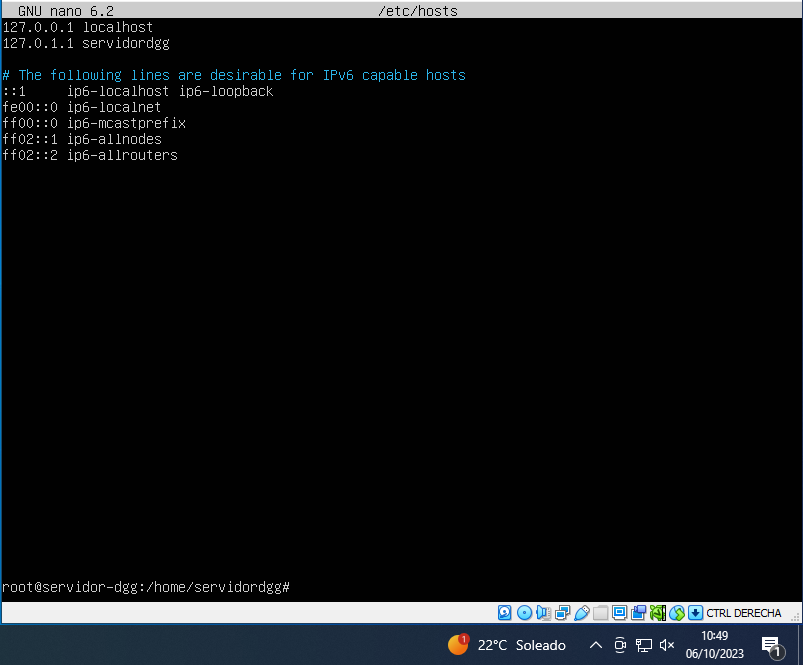 GNU nano 6.2 /etc/hosts
127.0.0.1 localhost
127.0.1.1 servidordgg
# The following lines are desirable for IPv6 capable hosts
::1 ip6-localhost ip6-loopback
fe00::0 ip6-localnet
ff00::0 ip6-mcastprefix
ff02::1 ip6-allnodes
ff02::2 ip6-allrouters
root@servidor-dgg:/home/servidordgg#
CTRL DERECHA
1 22°C Soleado
10:49
06/10/2023
1